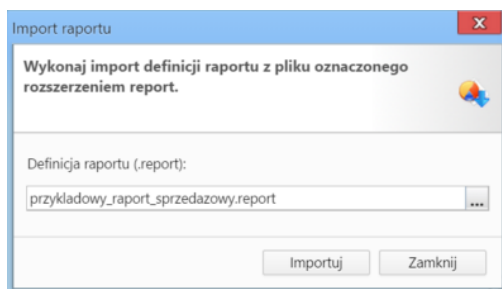 Import raportu
Wykonaj import definicji raportu z pliku oznaczonego
rozszerzeniem report.
Definicja raportu (.report):
przykladowy_raport_sprzedazowy.report
...
Importuj
Zamknij